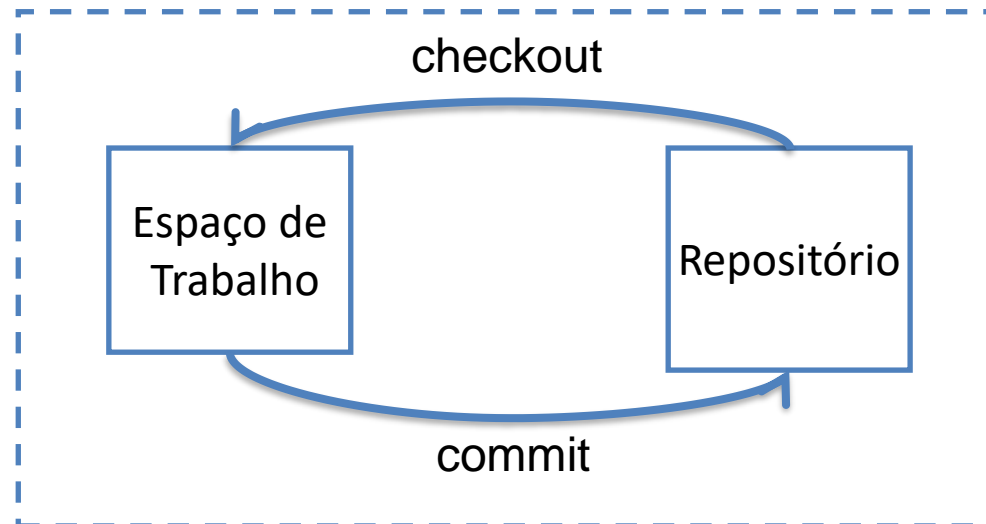 checkout
Espaço de
Trabalho
Repositório
commit